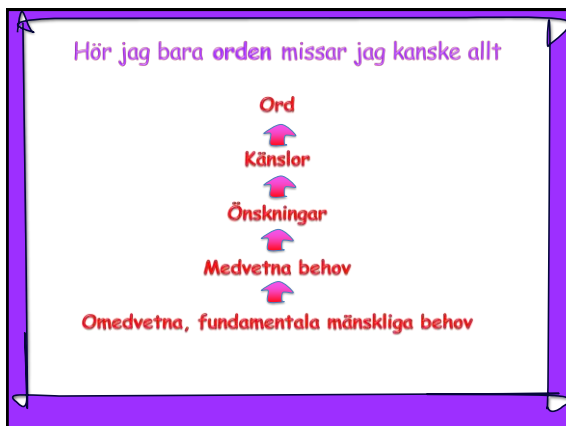 Hör jag bara orden missar jag kanske allt
Ord
Känslor
Önskningar
Medvetna behov
Omedvetna, fundamentala mänskliga behov